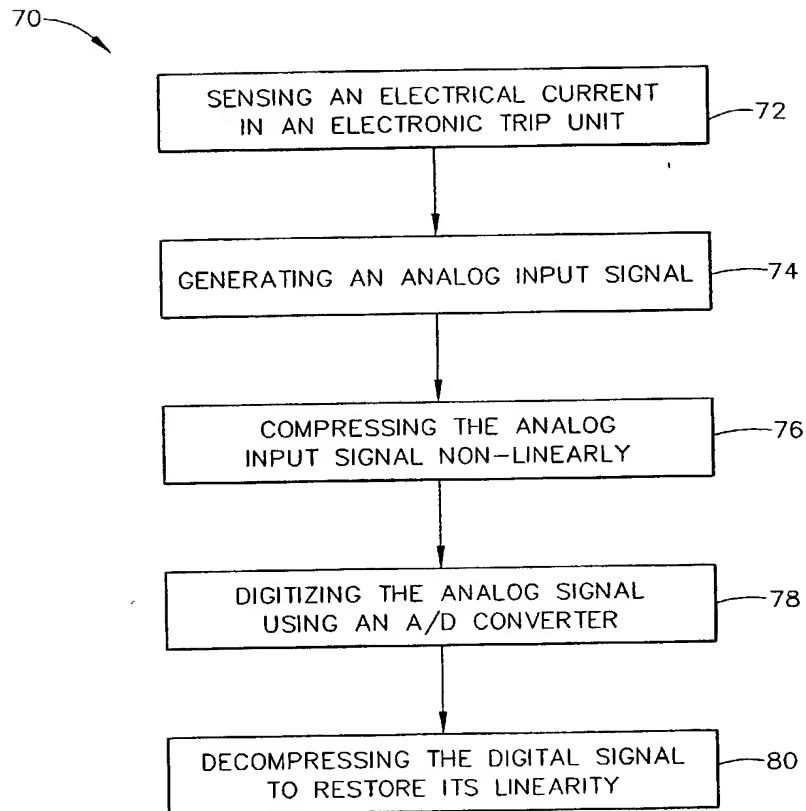 70
SENSING AN ELECTRICAL CURRENT
IN AN ELECTRONIC TRIP UNIT
72
GENERATING AN ANALOG INPUT SIGNAL
74
COMPRESSING THE ANALOG
INPUT SIGNAL NON-LINEARLY
76
DIGITIZING THE ANALOG SIGNAL
USING AN A/D CONVERTER
78
DECOMPRESSING THE DIGITAL SIGNAL
TO RESTORE ITS LINEARITY
80